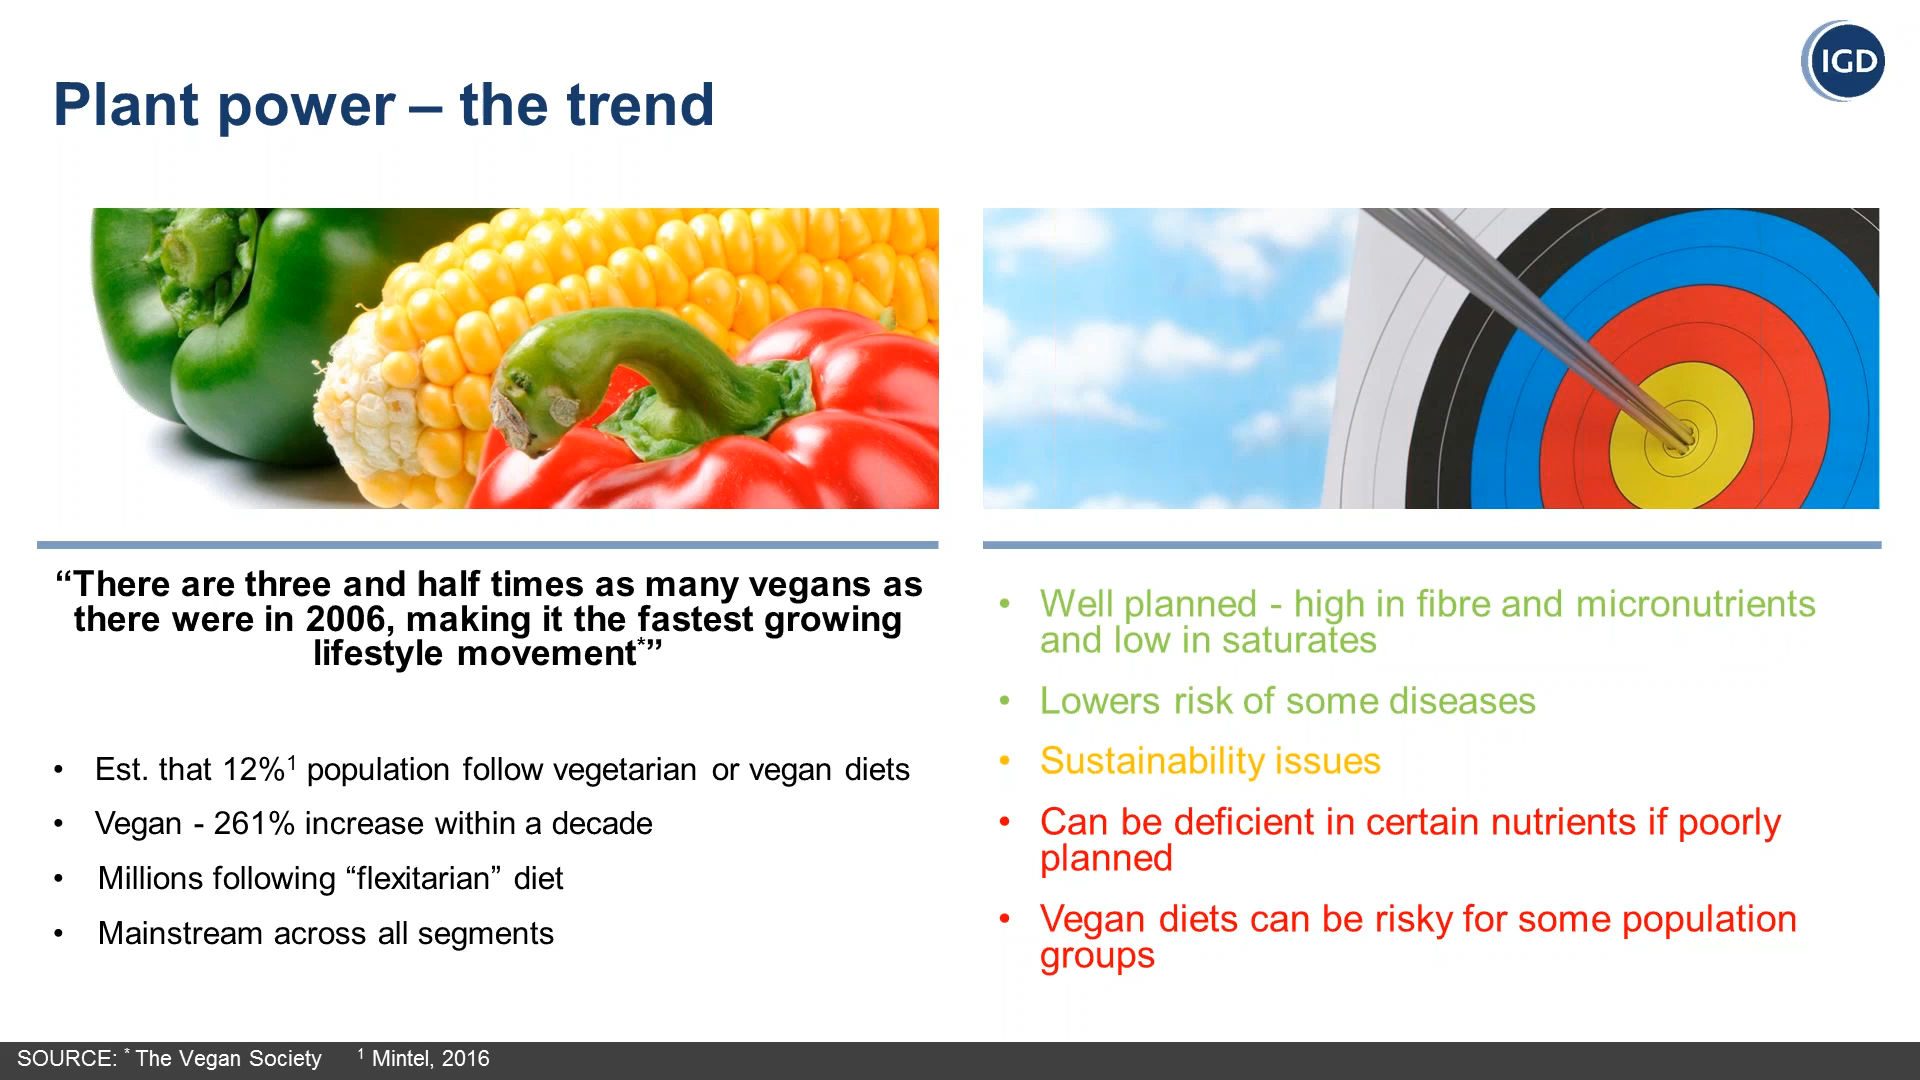 IGD
Plant power – the trend
“There are three and half times as many vegans as
there were in 2006, making it the fastest growing
lifestyle movement*”
• Est. that 12%¹ population follow vegetarian or vegan diets
• Vegan - 261% increase within a decade
• Millions following “flexitarian” diet
• Mainstream across all segments
• Well planned - high in fibre and micronutrients
and low in saturates
• Lowers risk of some diseases
• Sustainability issues
• Can be deficient in certain nutrients if poorly
planned
• Vegan diets can be risky for some population
groups
SOURCE: * The Vegan Society ¹ Mintel, 2016